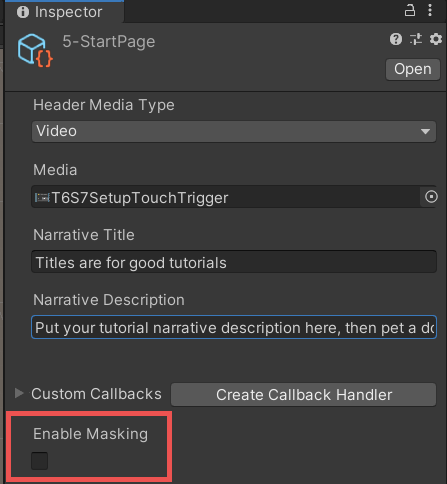 Inspector
5-StartPage
Open
Header Media Type
Video
Media
T6S7SetupTouchTrigger
Narrative Title
Titles are for good tutorials
Narrative Description
Put your tutorial narrative description here, then pet a
Custom Callbacks
Create Callback Handler
Enable Masking